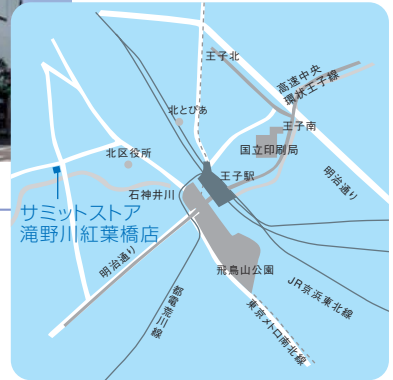 王子北
高速中央
環状王子線
北とぴあ
王子南
国立印刷局
北区役所
王子駅
明治通り
石神井川
サミットストア
滝野川紅葉橋店
明治通り
飛鳥山公園
都電荒川線
JR京浜東北線
東京メトロ南北線